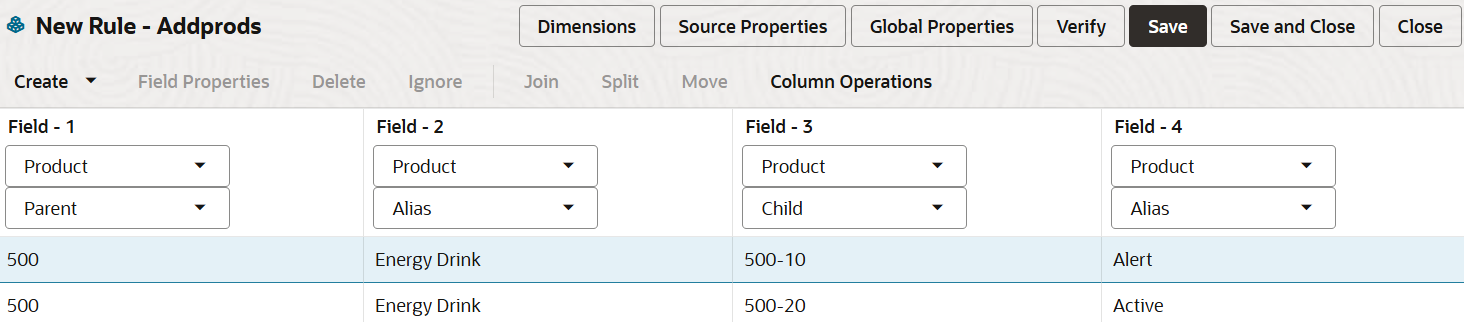 New Rule - Addprods Dimensions Source Properties Global Properties Verify Save Save and Close Close
Create Field Properties Delete Ignore Join Split Move Column Operations
Field - 1 Field - 2 Field - 3 Field - 4
Product Product Product Product
Parent Alias Child Alias
500 Energy Drink 500-10 Alert
500 Energy Drink 500-20 Active